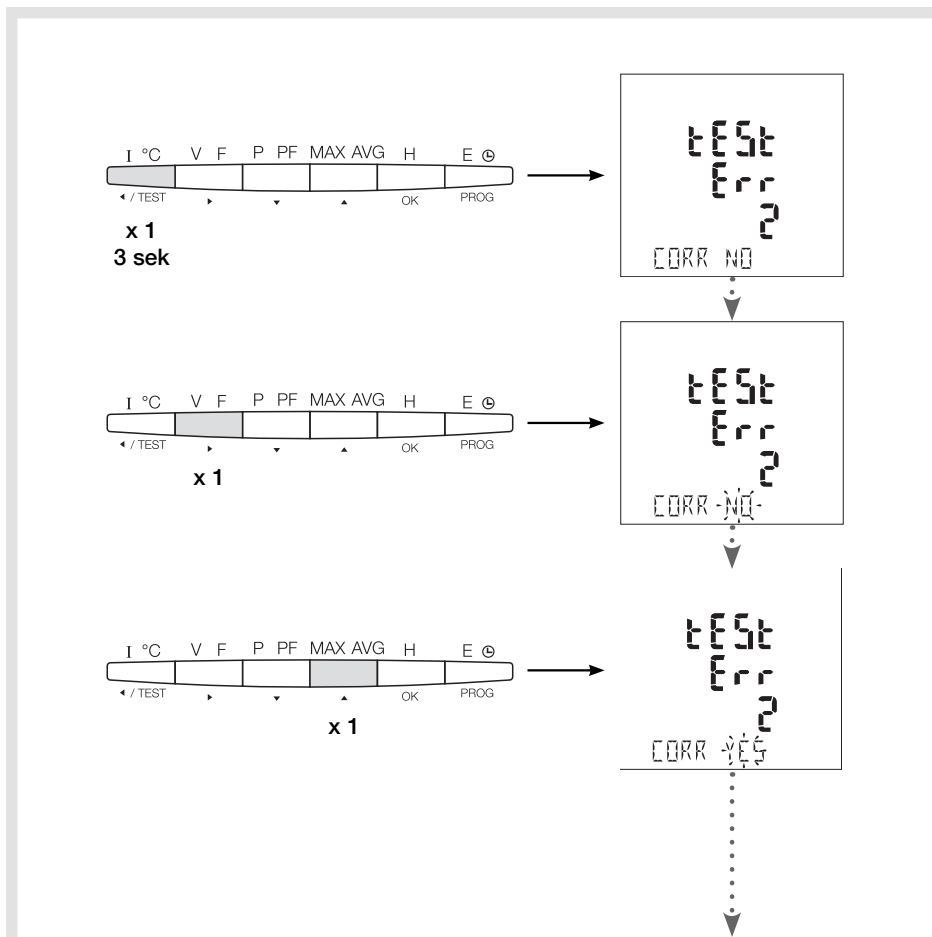 I °C V F P PF MAX AVG H E
◂ / TEST ▸ ▾ ▴ OK PROG
x 1
3 sek
tESt
Err
2
CORR NO
I °C V F P PF MAX AVG H E
◂ / TEST ▸ ▾ ▴ OK PROG
x 1
tESt
Err
2
CORR NO
I °C V F P PF MAX AVG H E
◂ / TEST ▸ ▾ ▴ OK PROG
x 1
tESt
Err
2
CORR YES